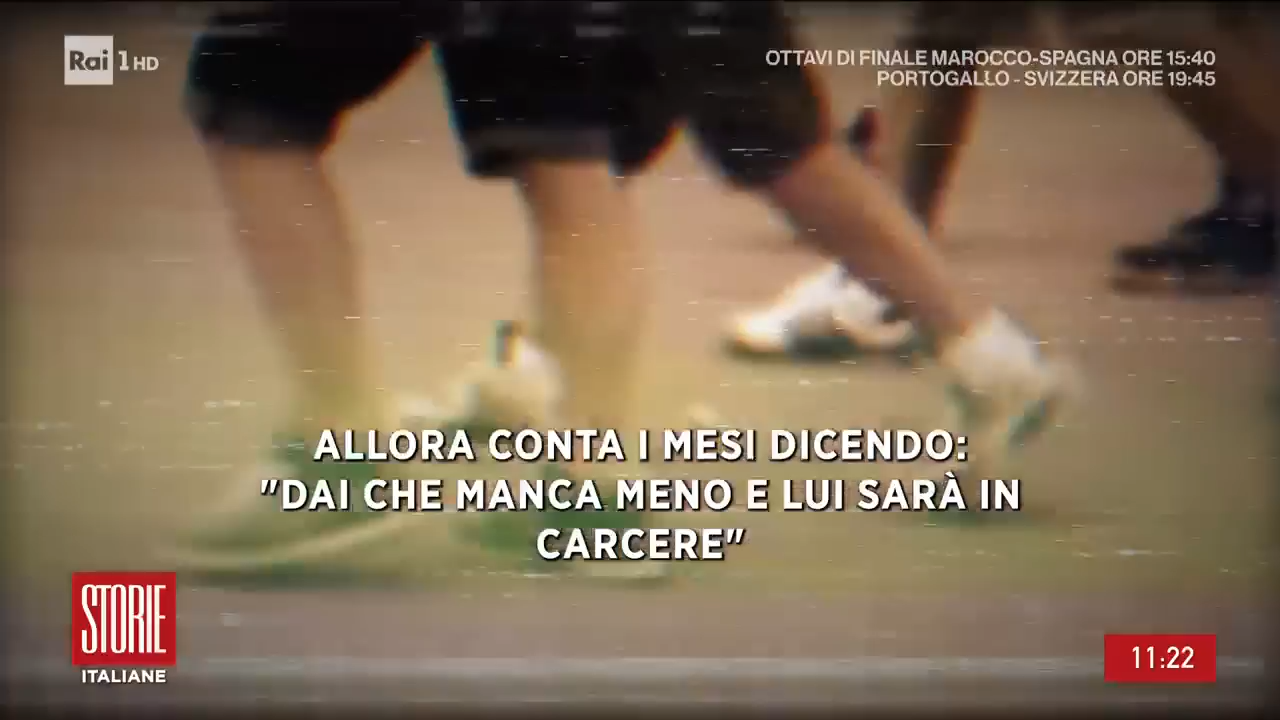 Rai 1 HD
OTTAVI DI FINALE MAROCCO-SPAGNA ORE 15:40
PORTOGALLO - SVIZZERA ORE 19:45
ALLORA CONTA I MESI DICENDO:
"DAI CHE MANCA MENO E LUI SARÀ IN
CARCERE"
STORIE
ITALIANE
11:22